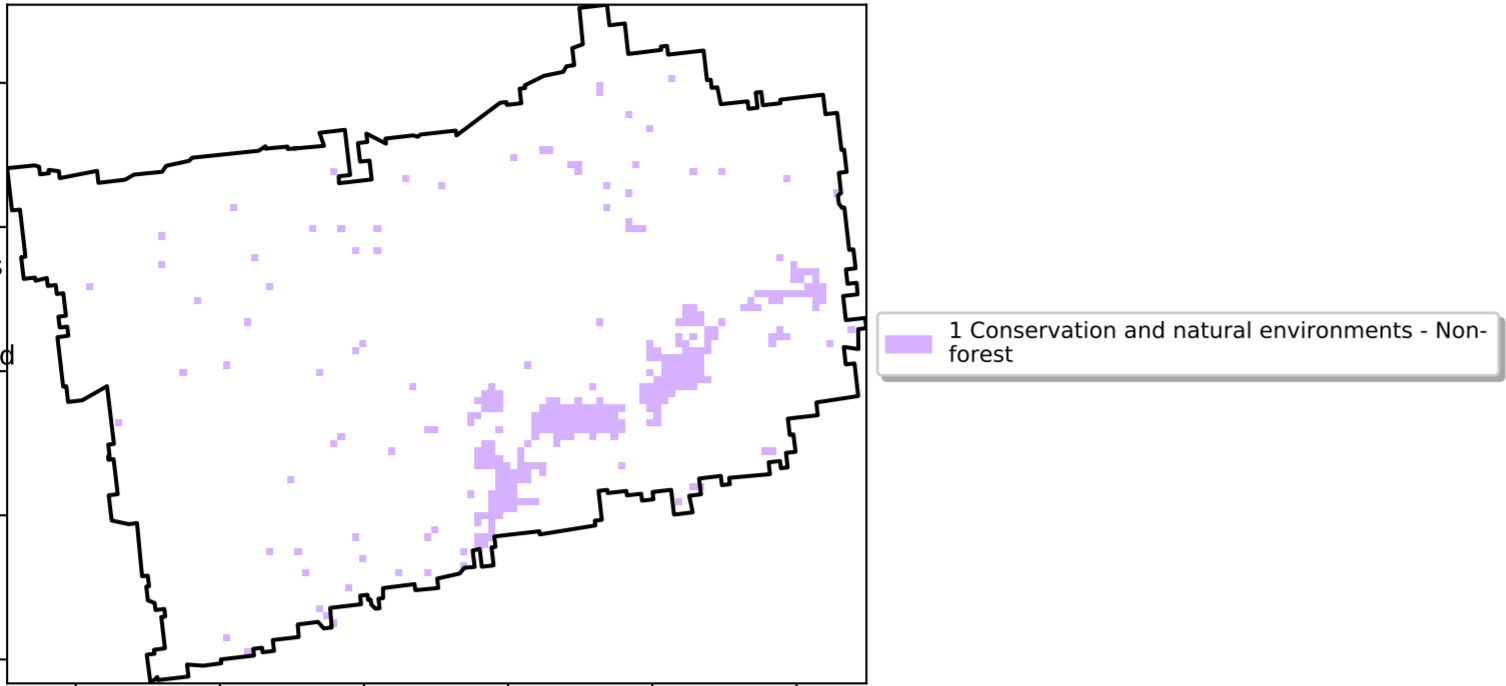 s
d
1 Conservation and natural environments - Non-
forest